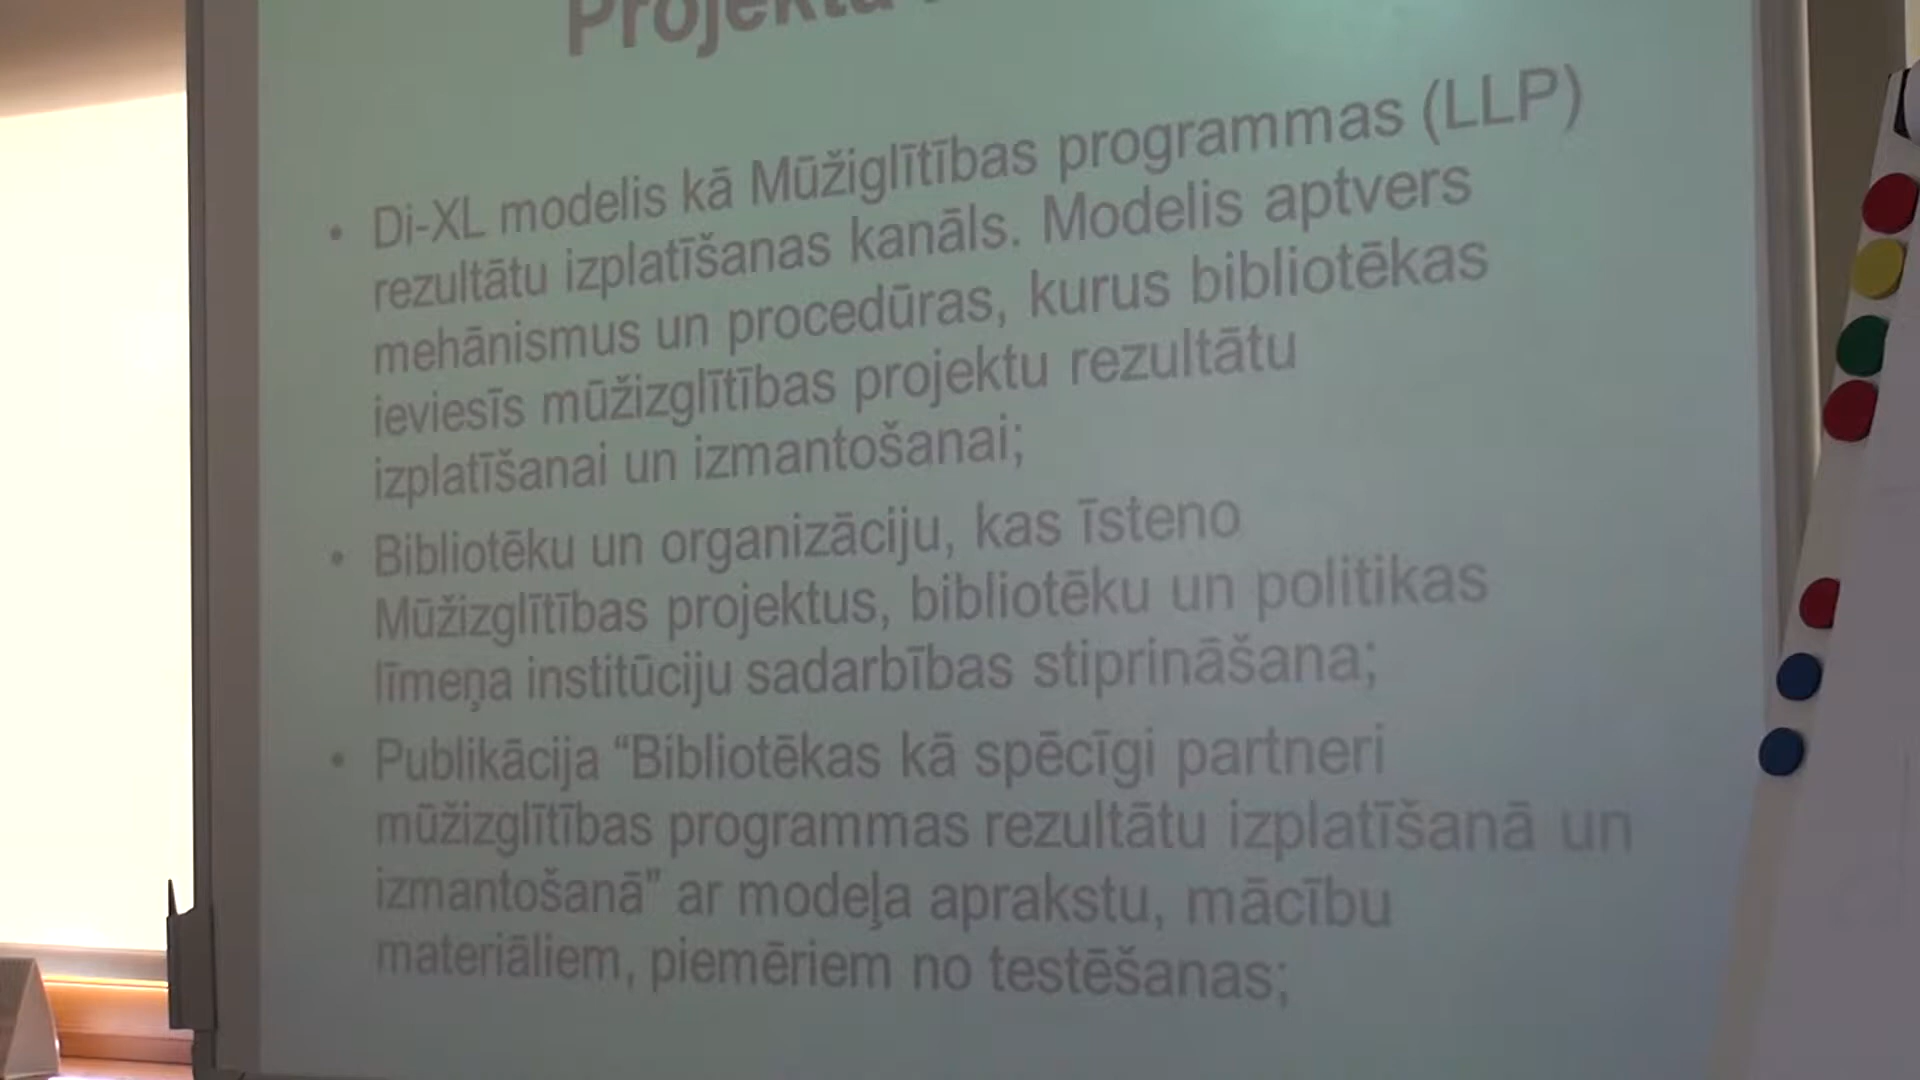 Projektu
• Di-XL modelis kā Mūžiglītības programmas (LLP)
rezultātu izplatīšanas kanāls. Modelis aptvers
mehānismus un procedūras, kurus bibliotēkas
ieviesīs mūžizglītības projektu rezultātu
izplatīšanai un izmantošanai;
• Bibliotēku un organizāciju, kas īsteno
Mūžizglītības projektus, bibliotēku un politikas
līmeņa institūciju sadarbības stiprināšana;
• Publikācija “Bibliotēkas kā spēcīgi partneri
mūžizglītības programmas rezultātu izplatīšanā un
izmantošanā” ar modeļa aprakstu, mācību
materiāliem, piemēriem no testēšanas;